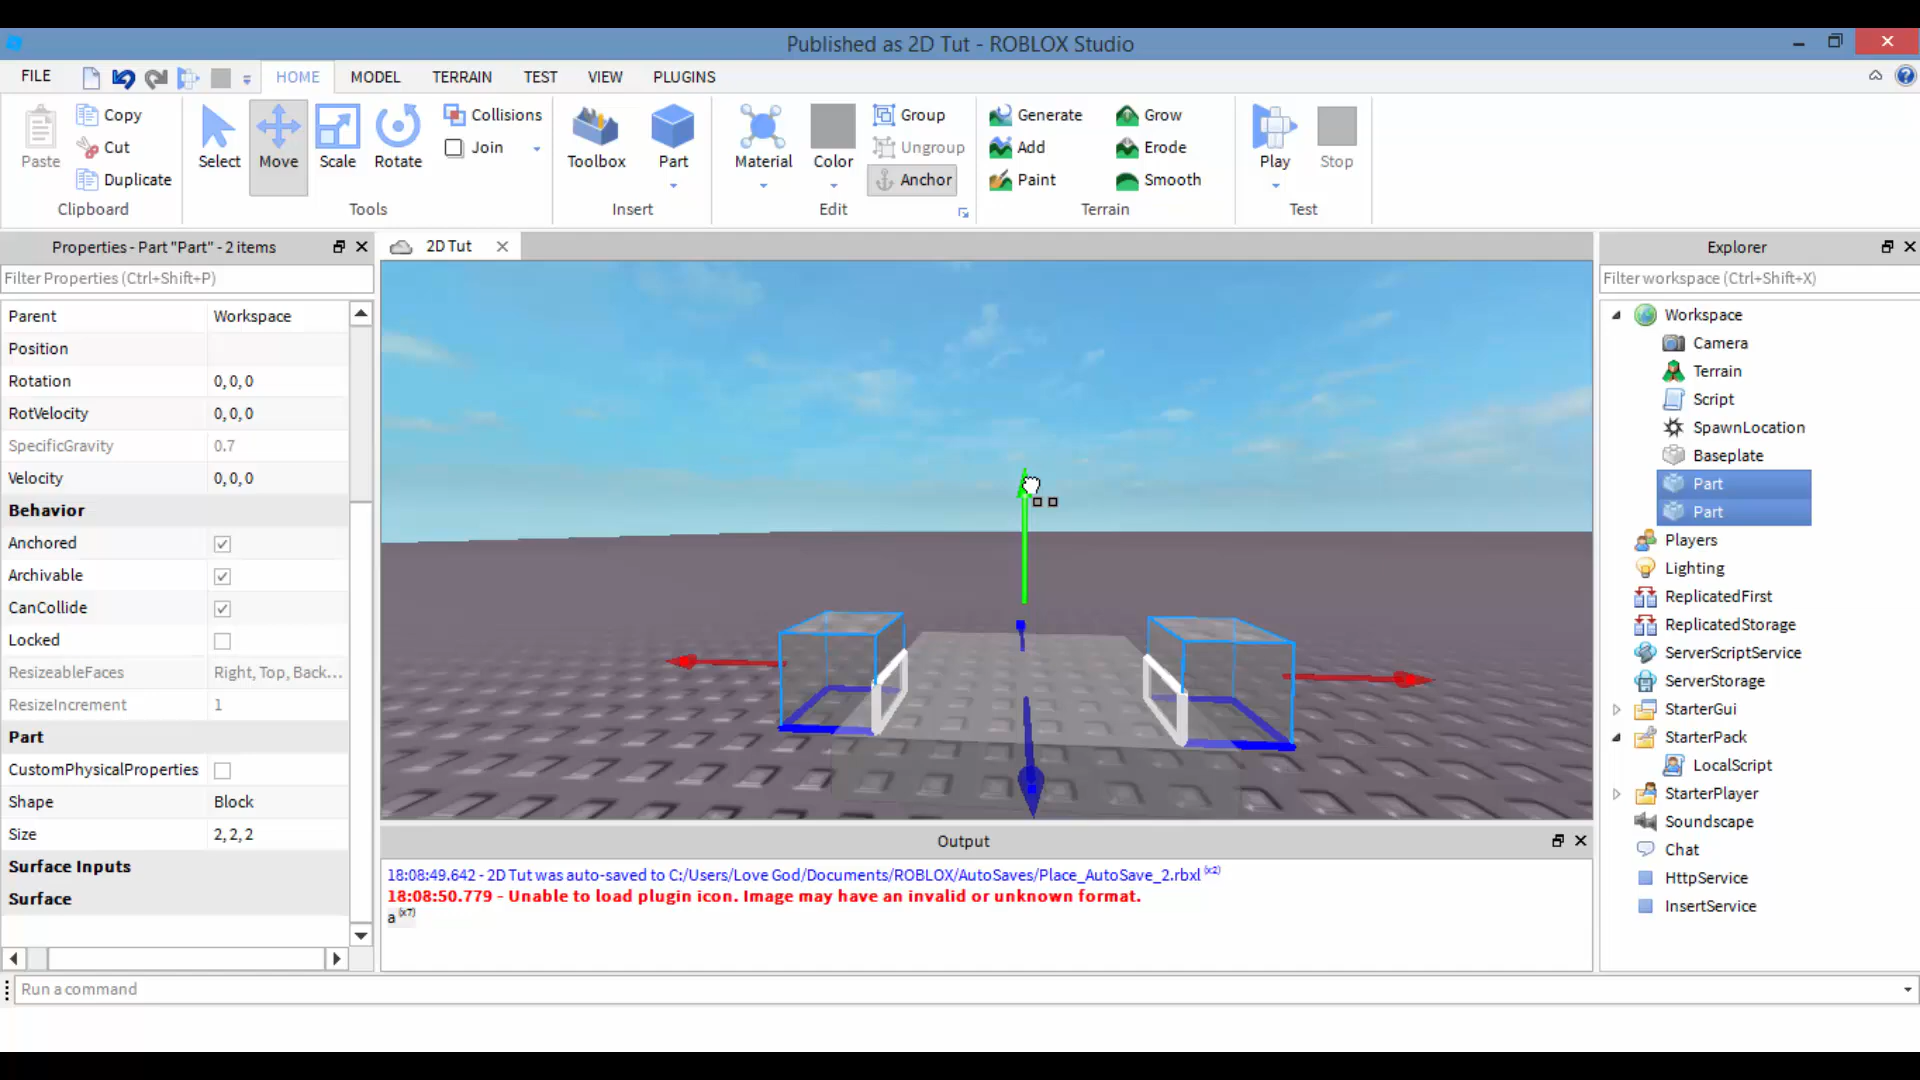 Published as 2D Tut - ROBLOX Studio
FILE
HOME
MODEL
TERRAIN
TEST
VIEW
PLUGINS
Paste
Copy
Cut
Duplicate
Clipboard
Select
Move
Scale
Rotate
Collisions
Join
Tools
Toolbox
Part
Insert
Material
Color
Group
Ungroup
Anchor
Edit
Generate
Add
Paint
Grow
Erode
Smooth
Terrain
Play
Stop
Test
Properties - Part "Part" - 2 items
Filter Properties (Ctrl+Shift+P)
Parent Workspace
Position
Rotation 0, 0, 0
RotVelocity 0, 0, 0
SpecificGravity 0.7
Velocity 0, 0, 0
Behavior
Anchored
Archivable
CanCollide
Locked
ResizeableFaces Right, Top, Back...
ResizeIncrement 1
Part
CustomPhysicalProperties
Shape Block
Size 2, 2, 2
Surface Inputs
Surface
2D Tut
Output
18:08:49.642 - 2D Tut was auto-saved to C:/Users/Love God/Documents/ROBLOX/AutoSaves/Place_AutoSave_2.rbxl (x2)
18:08:50.779 - Unable to load plugin icon. Image may have an invalid or unknown format.
a (x7)
Explorer
Filter workspace (Ctrl+Shift+X)
Workspace
Camera
Terrain
Script
SpawnLocation
Baseplate
Part
Part
Players
Lighting
ReplicatedFirst
ReplicatedStorage
ServerScriptService
ServerStorage
StarterGui
StarterPack
LocalScript
StarterPlayer
Soundscape
Chat
HttpService
InsertService
Run a command